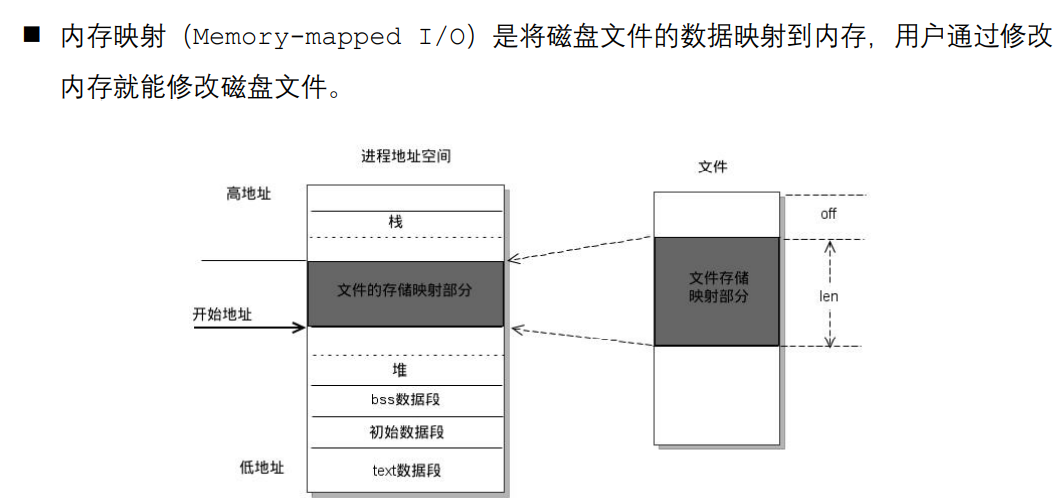 ■ 内存映射（Memory-mapped I/O）是将磁盘文件的数据映射到内存，用户通过修改
内存就能修改磁盘文件。
进程地址空间
文件
高地址
栈
off
文件的存储映射部分
文件存储
映射部分
len
开始地址
堆
bss数据段
初始数据段
低地址
text数据段